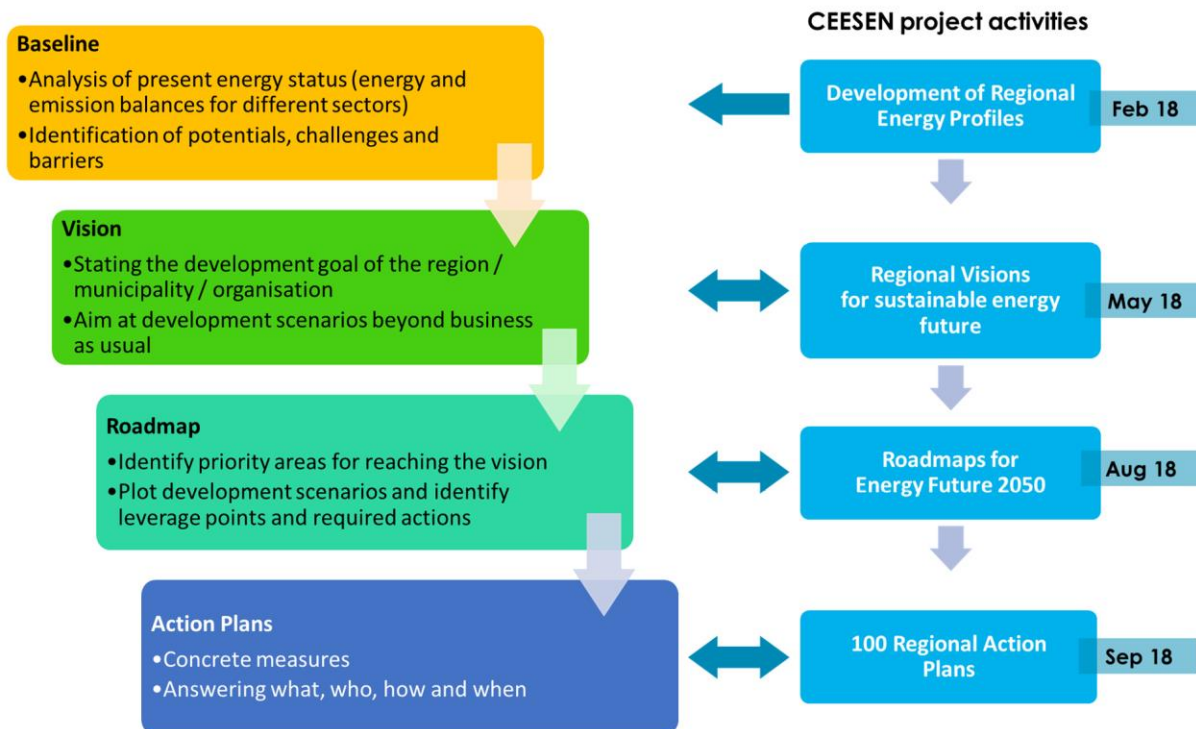 Baseline
•Analysis of present energy status (energy and
emission balances for different sectors)
•Identification of potentials, challenges and
barriers
Vision
•Stating the development goal of the region /
municipality / organisation
•Aim at development scenarios beyond business
as usual
Roadmap
•Identify priority areas for reaching the vision
•Plot development scenarios and identify
leverage points and required actions
Action Plans
•Concrete measures
•Answering what, who, how and when
CEESEN project activities
Development of Regional
Energy Profiles
Feb 18
Regional Visions
for sustainable energy
future
May 18
Roadmaps for
Energy Future 2050
Aug 18
100 Regional Action
Plans
Sep 18